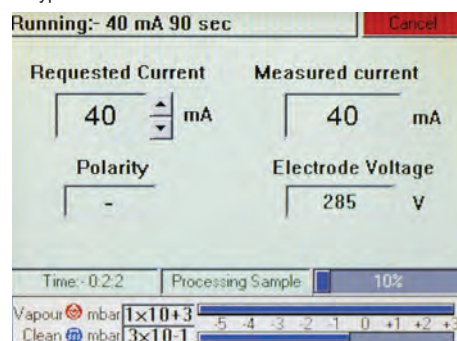 Running:- 40 mA 90 sec Cancel
Requested Current Measured current
40 mA 40 mA
Polarity Electrode Voltage
- 285 V
Time:- 0:2:2 Processing Sample 10%
Vapour mbar 1x10+3
-5 -4 -3 -2 -1 0 +1 +2 +3
Clean mbar 3x10-1